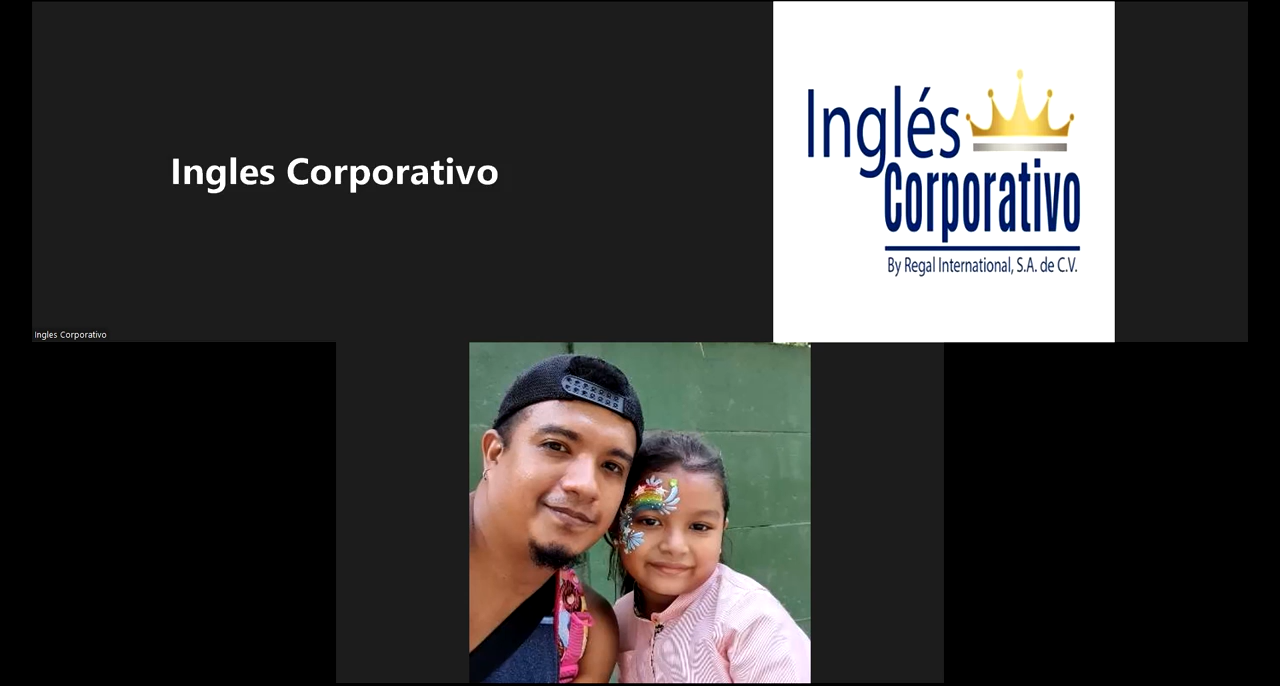 Ingles Corporativo
Inglés
Corporativo
By Regal International, S.A. de C.V.
Ingles Corporativo